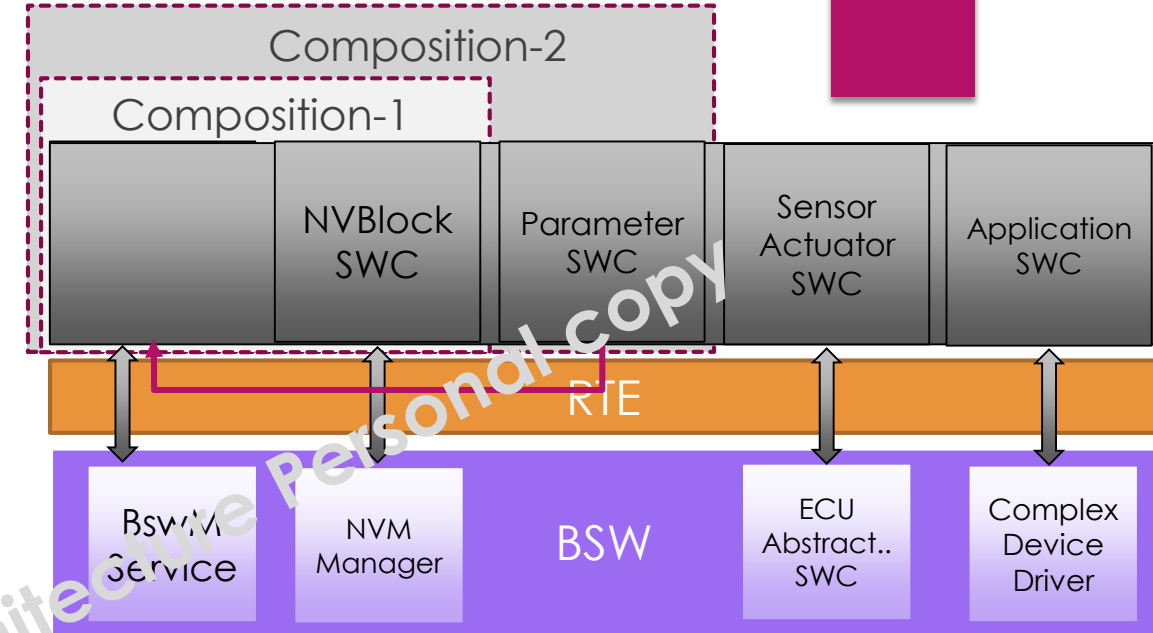 Composition-2
Composition-1
NVBlock
SWC
Parameter
SWC
Sensor
Actuator
SWC
Application
SWC
RTE
BswM
Service
NVM
Manager
BSW
ECU
Abstract..
SWC
Complex
Device
Driver
Personal copy